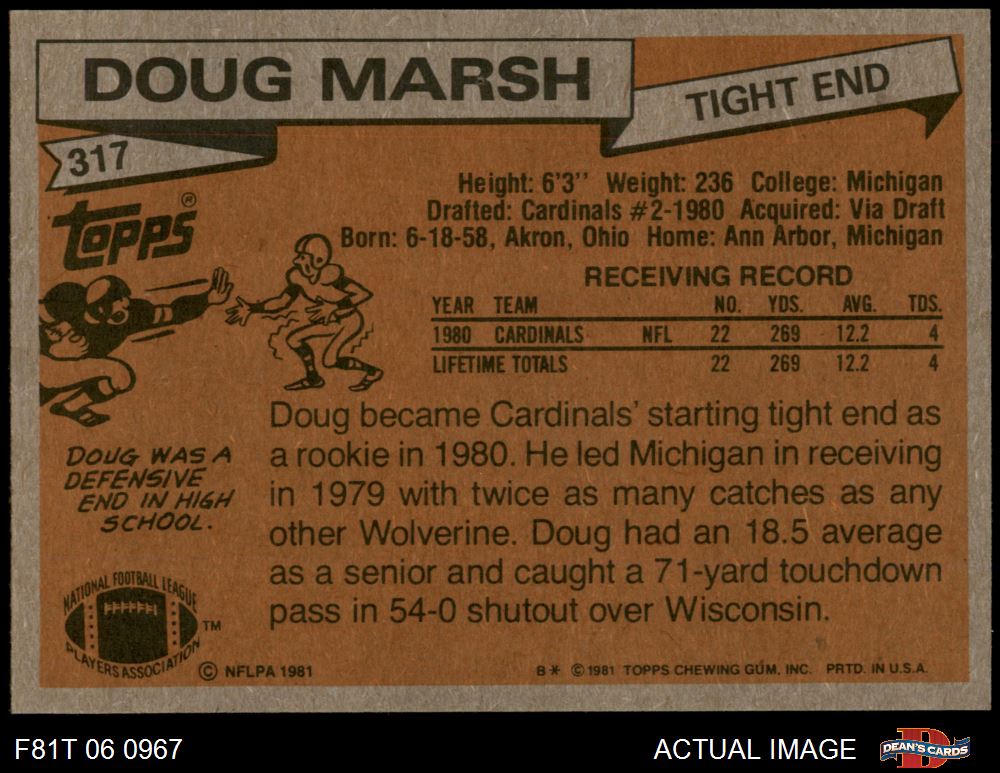 DOUG MARSH
TIGHT END
317
TOPPS®
Height: 6'3'' Weight: 236 College: Michigan
Drafted: Cardinals #2-1980 Acquired: Via Draft
Born: 6-18-58, Akron, Ohio Home: Ann Arbor, Michigan
RECEIVING RECORD
YEAR TEAM NO. YDS. AVG. TDS.
1980 CARDINALS NFL 22 269 12.2 4
LIFETIME TOTALS 22 269 12.2 4
Doug became Cardinals' starting tight end as
a rookie in 1980. He led Michigan in receiving
in 1979 with twice as many catches as any
other Wolverine. Doug had an 18.5 average
as a senior and caught a 71-yard touchdown
pass in 54-0 shutout over Wisconsin.
DOUG WAS A
DEFENSIVE
END IN HIGH
SCHOOL.
NATIONAL FOOTBALL LEAGUE
PLAYERS ASSOCIATION
TM
© NFLPA 1981
B* © 1981 TOPPS CHEWING GUM, INC. PRTD. IN U.S.A.
F81T 06 0967
ACTUAL IMAGE
DEAN'S CARDS